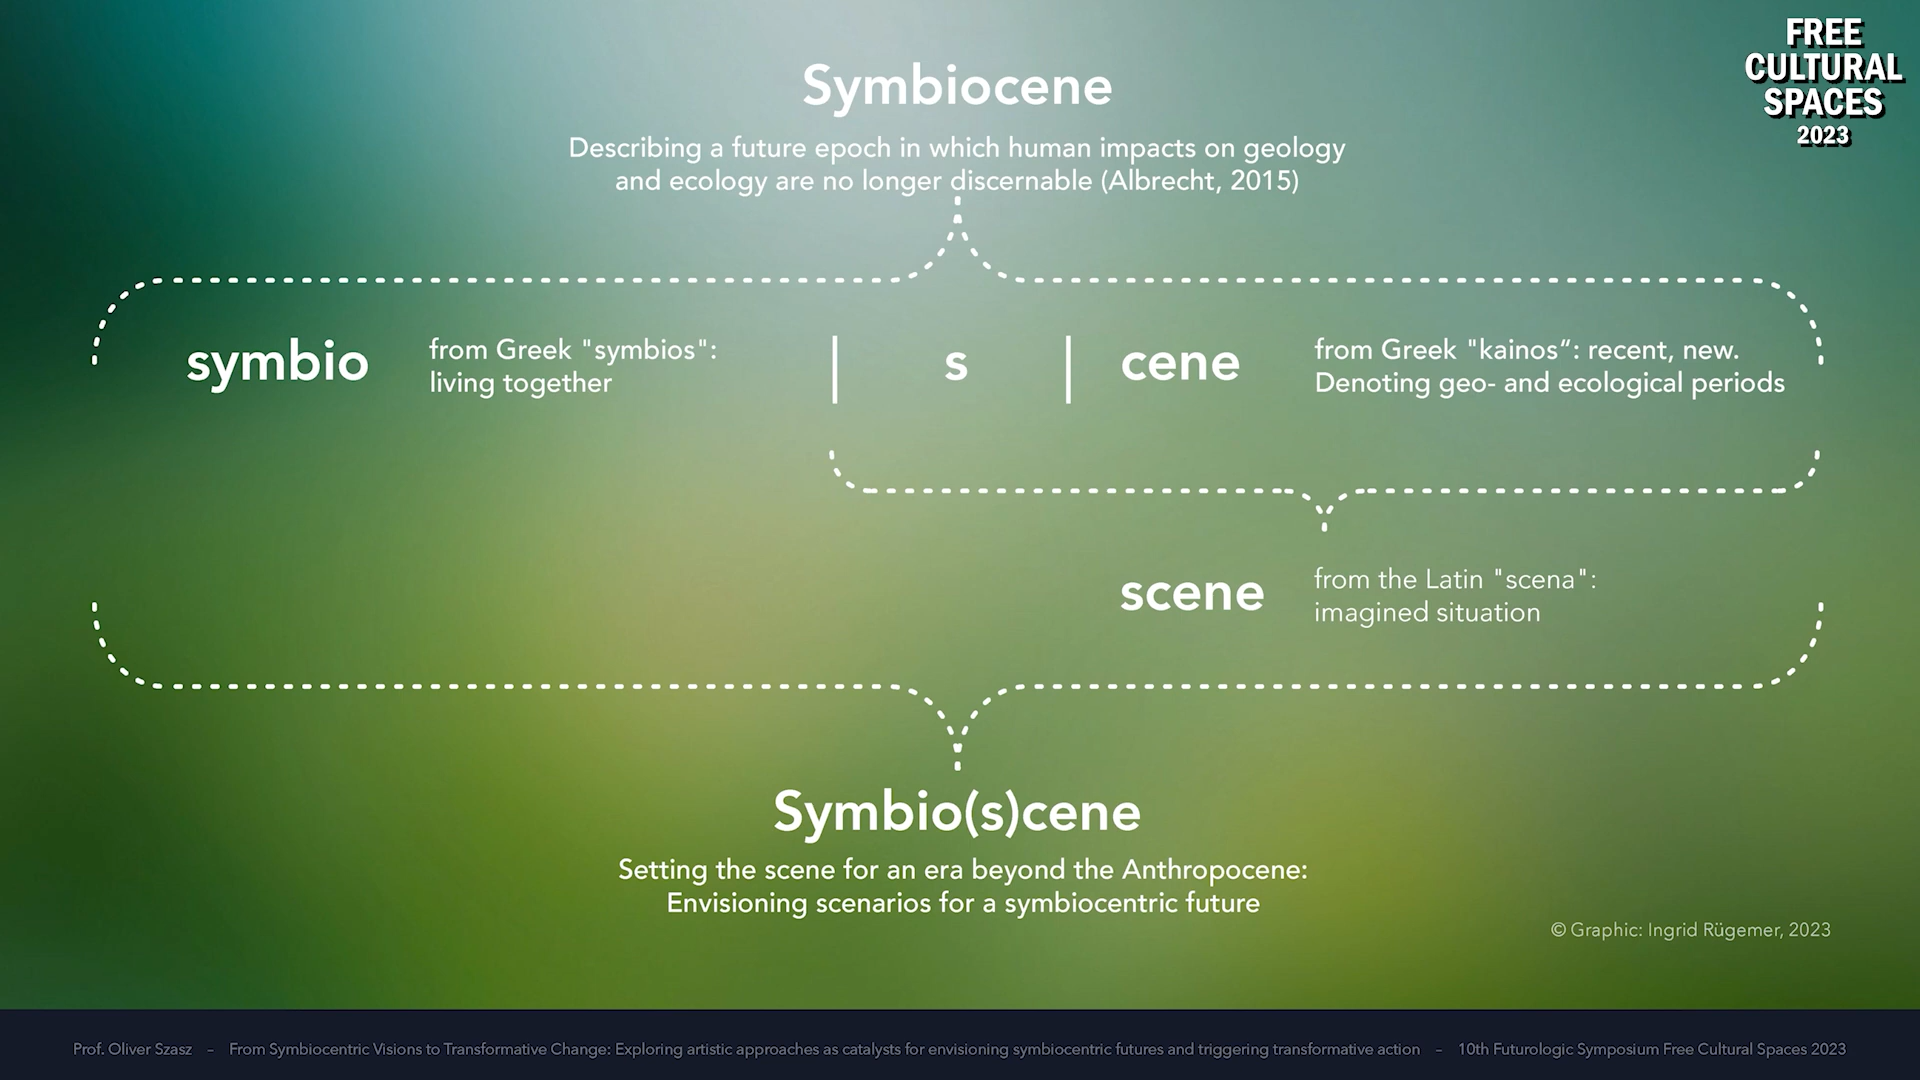 FREE
CULTURAL
SPACES
2023
Symbiocene
Describing a future epoch in which human impacts on geology
and ecology are no longer discernable (Albrecht, 2015)
symbio
from Greek "symbios":
living together
s
cene
from Greek "kainos“: recent, new.
Denoting geo- and ecological periods
scene
from the Latin "scena":
imagined situation
Symbio(s)cene
Setting the scene for an era beyond the Anthropocene:
Envisioning scenarios for a symbiocentric future
© Graphic: Ingrid Rügemer, 2023
Prof. Oliver Szasz – From Symbiocentric Visions to Transformative Change: Exploring artistic approaches as catalysts for envisioning symbiocentric futures and triggering transformative action – 10th Futurologic Symposium Free Cultural Spaces 2023